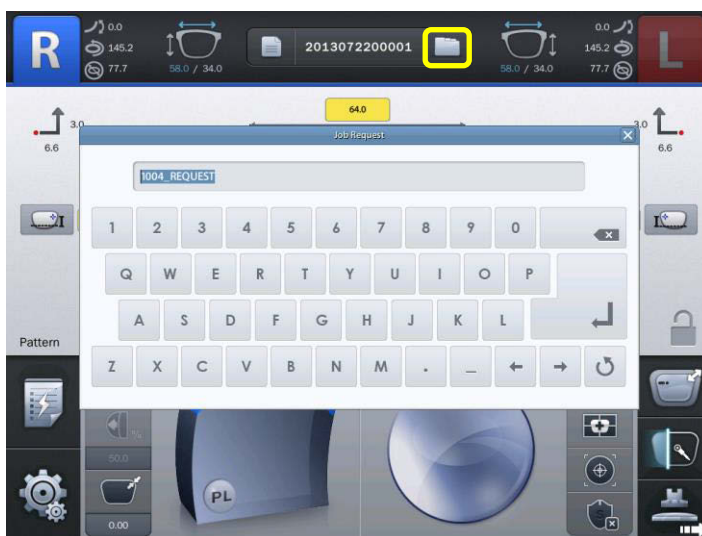 R
0.0
145.2
77.7
58.0 / 34.0
2013072200001
58.0 / 34.0
0.0
145.2
77.7
L
64.0
3.0
6.6
3.0
6.6
Job Request
1004_REQUEST
1 2 3 4 5 6 7 8 9 0
Q W E R T Y U I O P
A S D F G H J K L
Z X C V B N M . _
I
I
Pattern
%
50.0
0.00
PL